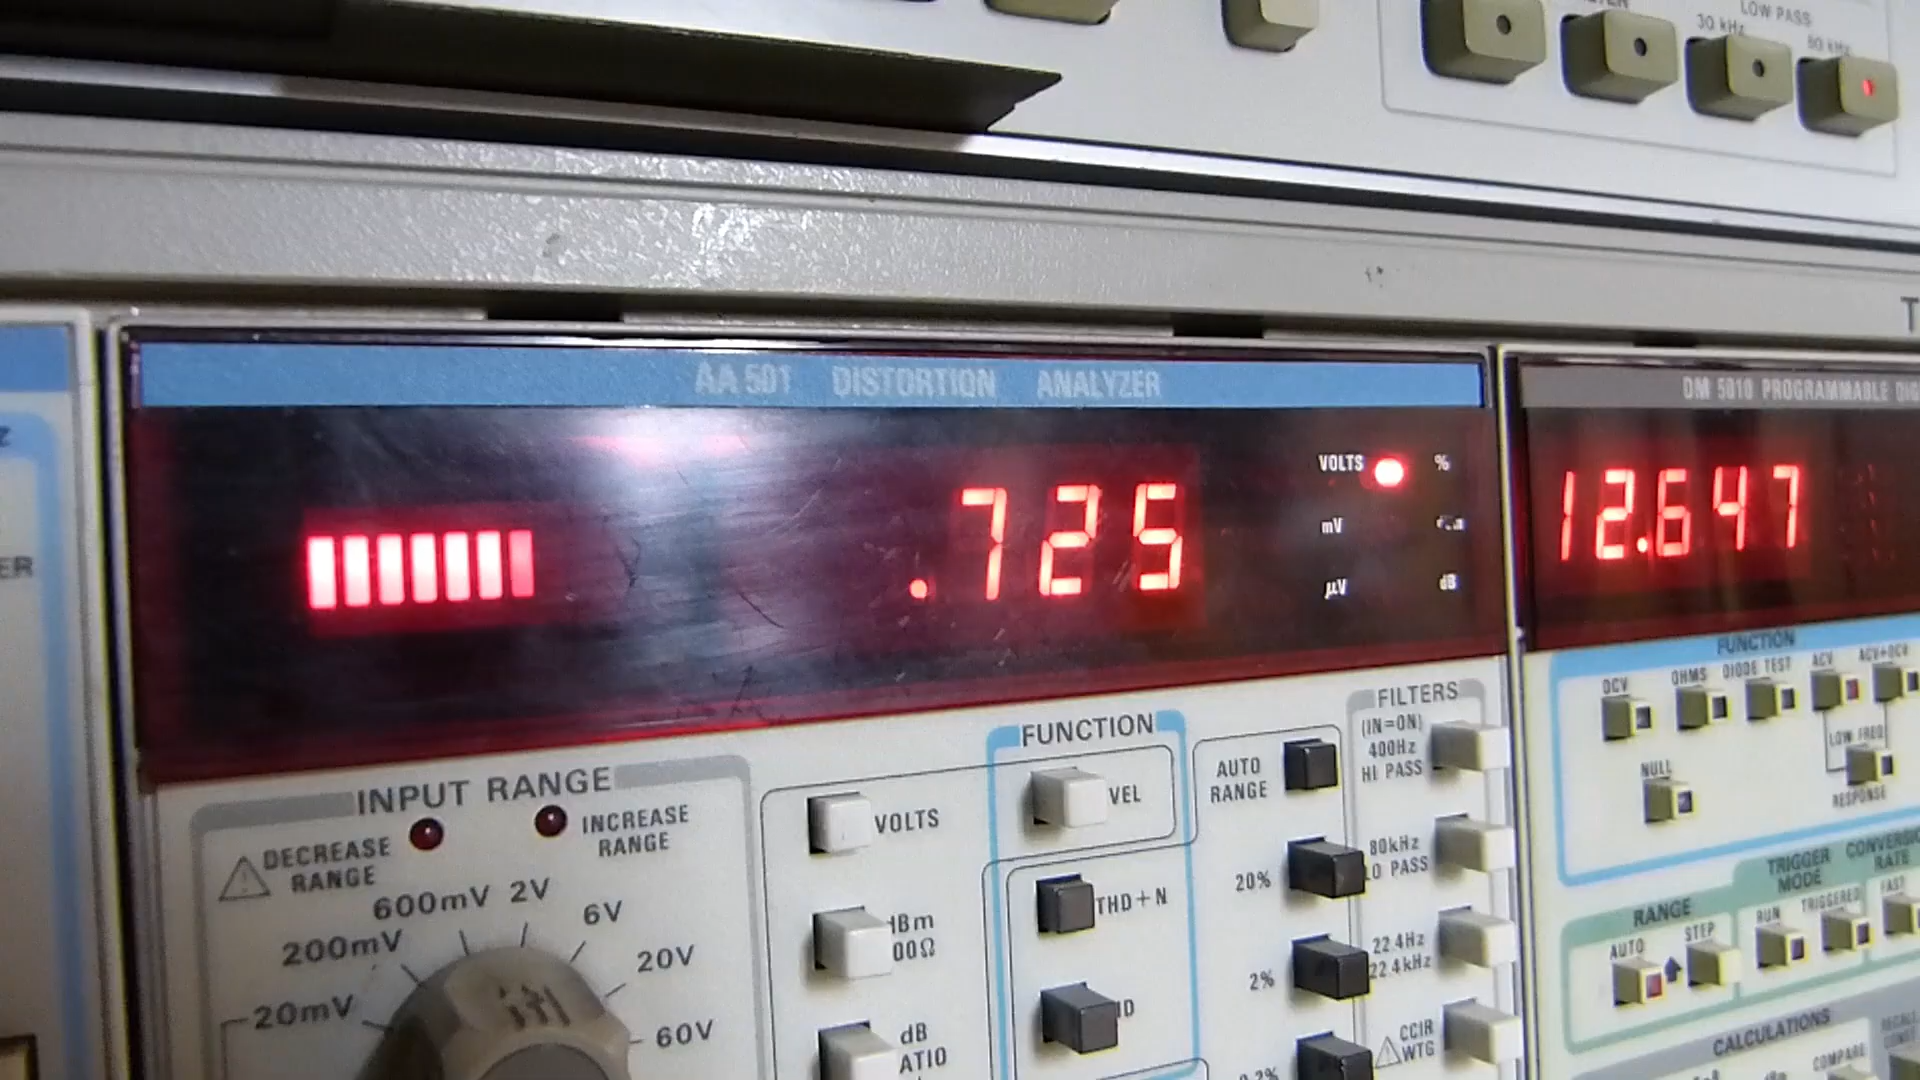 LOW PASS
30 kHz
80 kHz
T
AA 501 DISTORTION ANALYZER
DM 5010 PROGRAMMABLE DIG
.725
VOLTS
%
mV
µV
dB
12.647
ER
INPUT RANGE
DECREASE
RANGE
INCREASE
RANGE
600mV
2V
6V
200mV
20V
20mV
60V
VOLTS
dBm
00Ω
dB
ATIO
FUNCTION
VEL
THD+N
AUTO
RANGE
20%
2%
0.2%
FILTERS
(IN=ON)
400Hz
HI PASS
80kHz
LO PASS
22.4Hz
22.4kHz
CCIR
WTG
FUNCTION
DCV
OHMS
DIODE TEST
ACV
ACV+DCV
LOW FREQ
RESPONSE
NULL
RANGE
AUTO
STEP
TRIGGER
MODE
RUN
TRIGGERED
CONVERSIO
RATE
FAST
CALCULATIONS
COMPARE